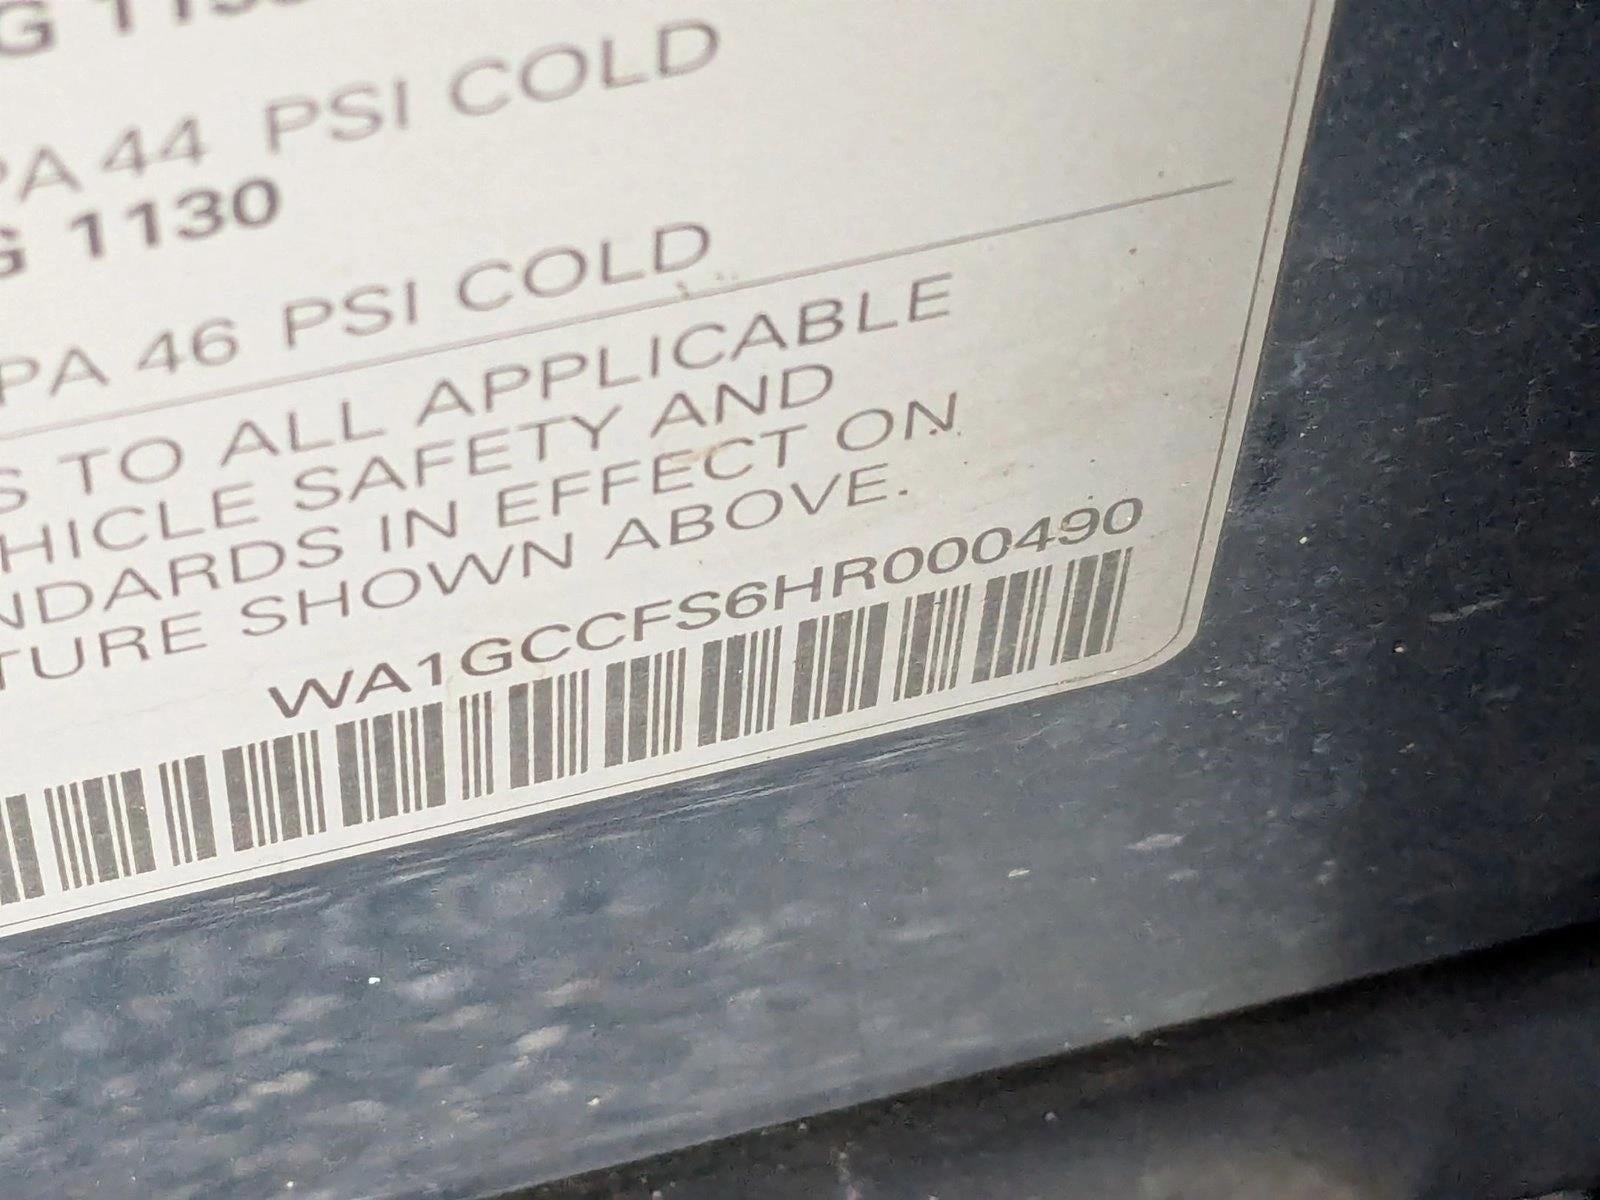 PA 44 PSI COLD
G 1130
PA 46 PSI COLD
S TO ALL APPLICABLE
HICLE SAFETY AND
NDARDS IN EFFECT ON
TURE SHOWN ABOVE.
WA1GCCFS6HR000490